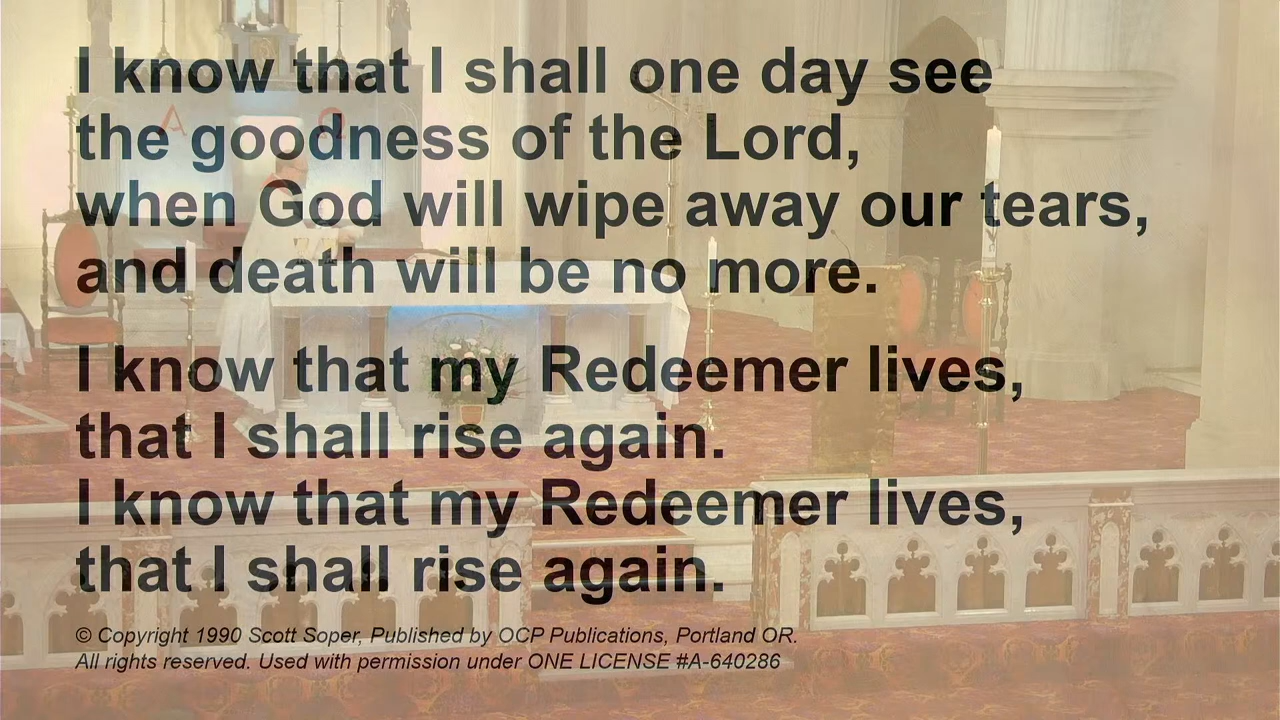 I know that I shall one day see
the goodness of the Lord,
when God will wipe away our tears,
and death will be no more.
I know that my Redeemer lives,
that I shall rise again.
I know that my Redeemer lives,
that I shall rise again.
© Copyright 1990 Scott Soper, Published by OCP Publications, Portland OR.
All rights reserved. Used with permission under ONE LICENSE #A-640286
Α Ω